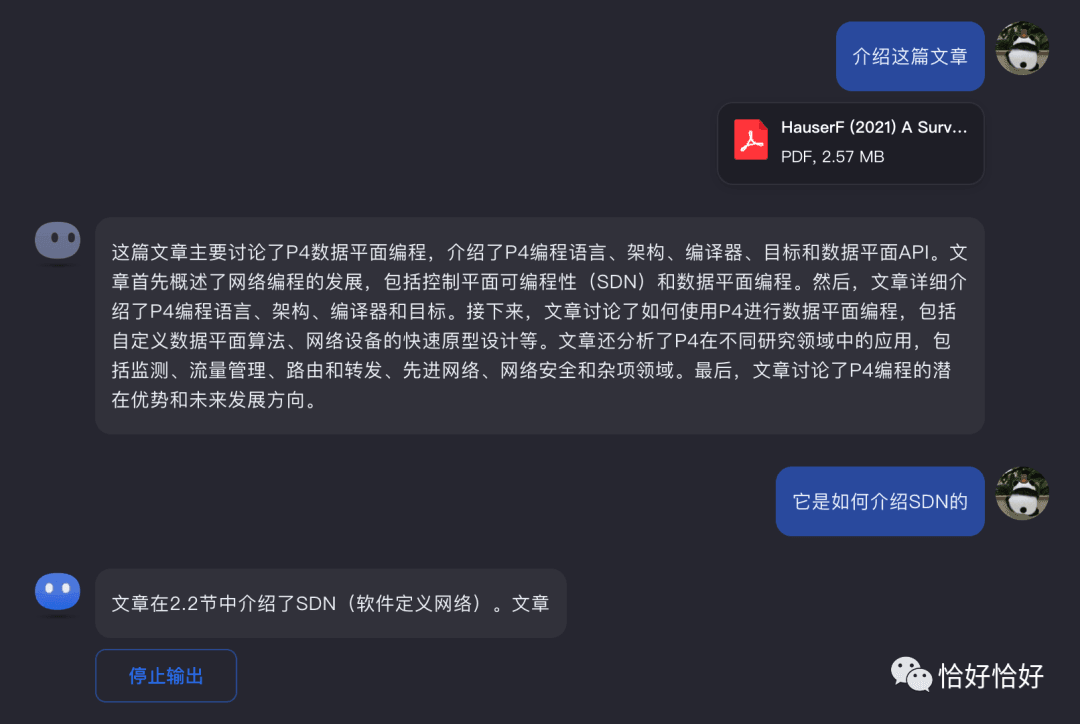 介绍这篇文章
HauserF (2021) A Surv...
PDF, 2.57 MB
这篇文章主要讨论了P4数据平面编程，介绍了P4编程语言、架构、编译器、目标和数据平面API。文
章首先概述了网络编程的发展，包括控制平面可编程性（SDN）和数据平面编程。然后，文章详细介
绍了P4编程语言、架构、编译器和目标。接下来，文章讨论了如何使用P4进行数据平面编程，包括
自定义数据平面算法、网络设备的快速原型设计等。文章还分析了P4在不同研究领域中的应用，包
括监测、流量管理、路由和转发、先进网络、网络安全和杂项领域。最后，文章讨论了P4编程的潜
在优势和未来发展方向。
它是如何介绍SDN的
文章在2.2节中介绍了SDN（软件定义网络）。文章
停止输出
恰好恰好